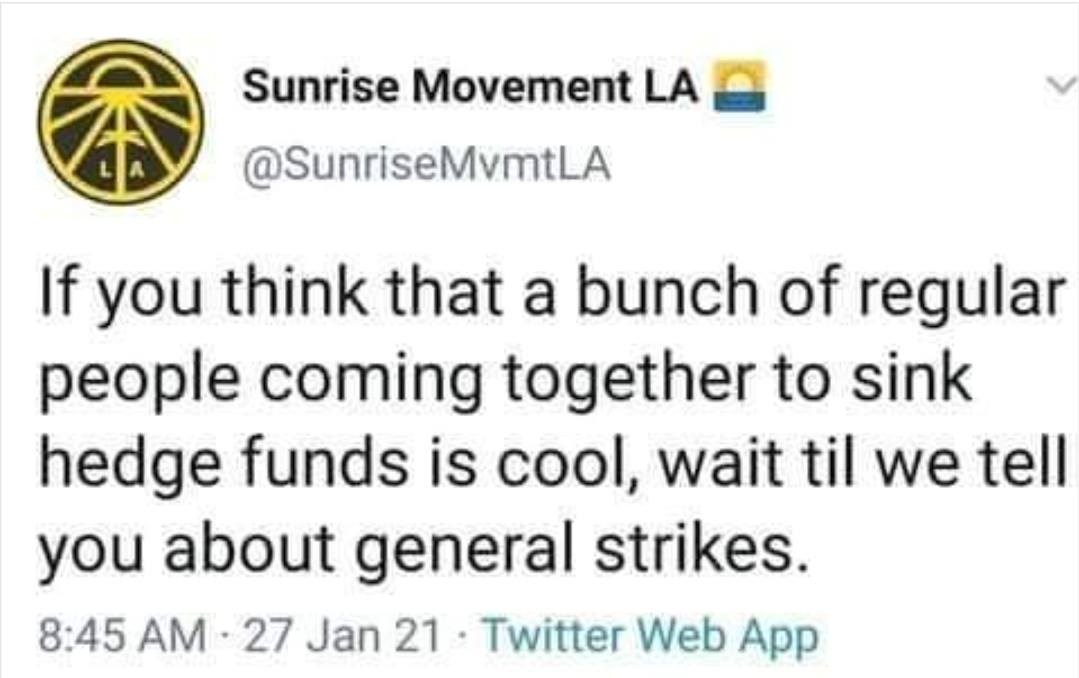 Sunrise Movement LA 🌅
@SunriseMvmtLA
L A
If you think that a bunch of regular
people coming together to sink
hedge funds is cool, wait til we tell
you about general strikes.
8:45 AM · 27 Jan 21 · Twitter Web App